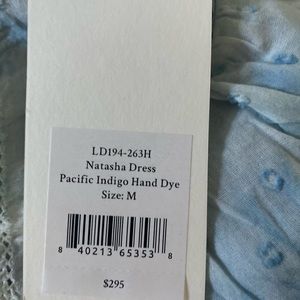 LD194-263H
Natasha Dress
Pacific Indigo Hand Dye
Size: M
8 40213 65353 8
$295